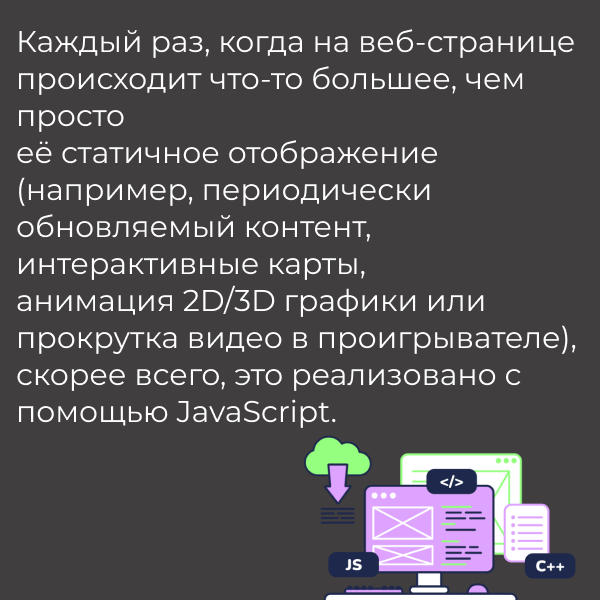 Каждый раз, когда на веб-странице
происходит что-то большее, чем
просто
её статичное отображение
(например, периодически
обновляемый контент,
интерактивные карты,
анимация 2D/3D графики или
прокрутка видео в проигрывателе),
скорее всего, это реализовано с
помощью JavaScript.
</>
JS
C++